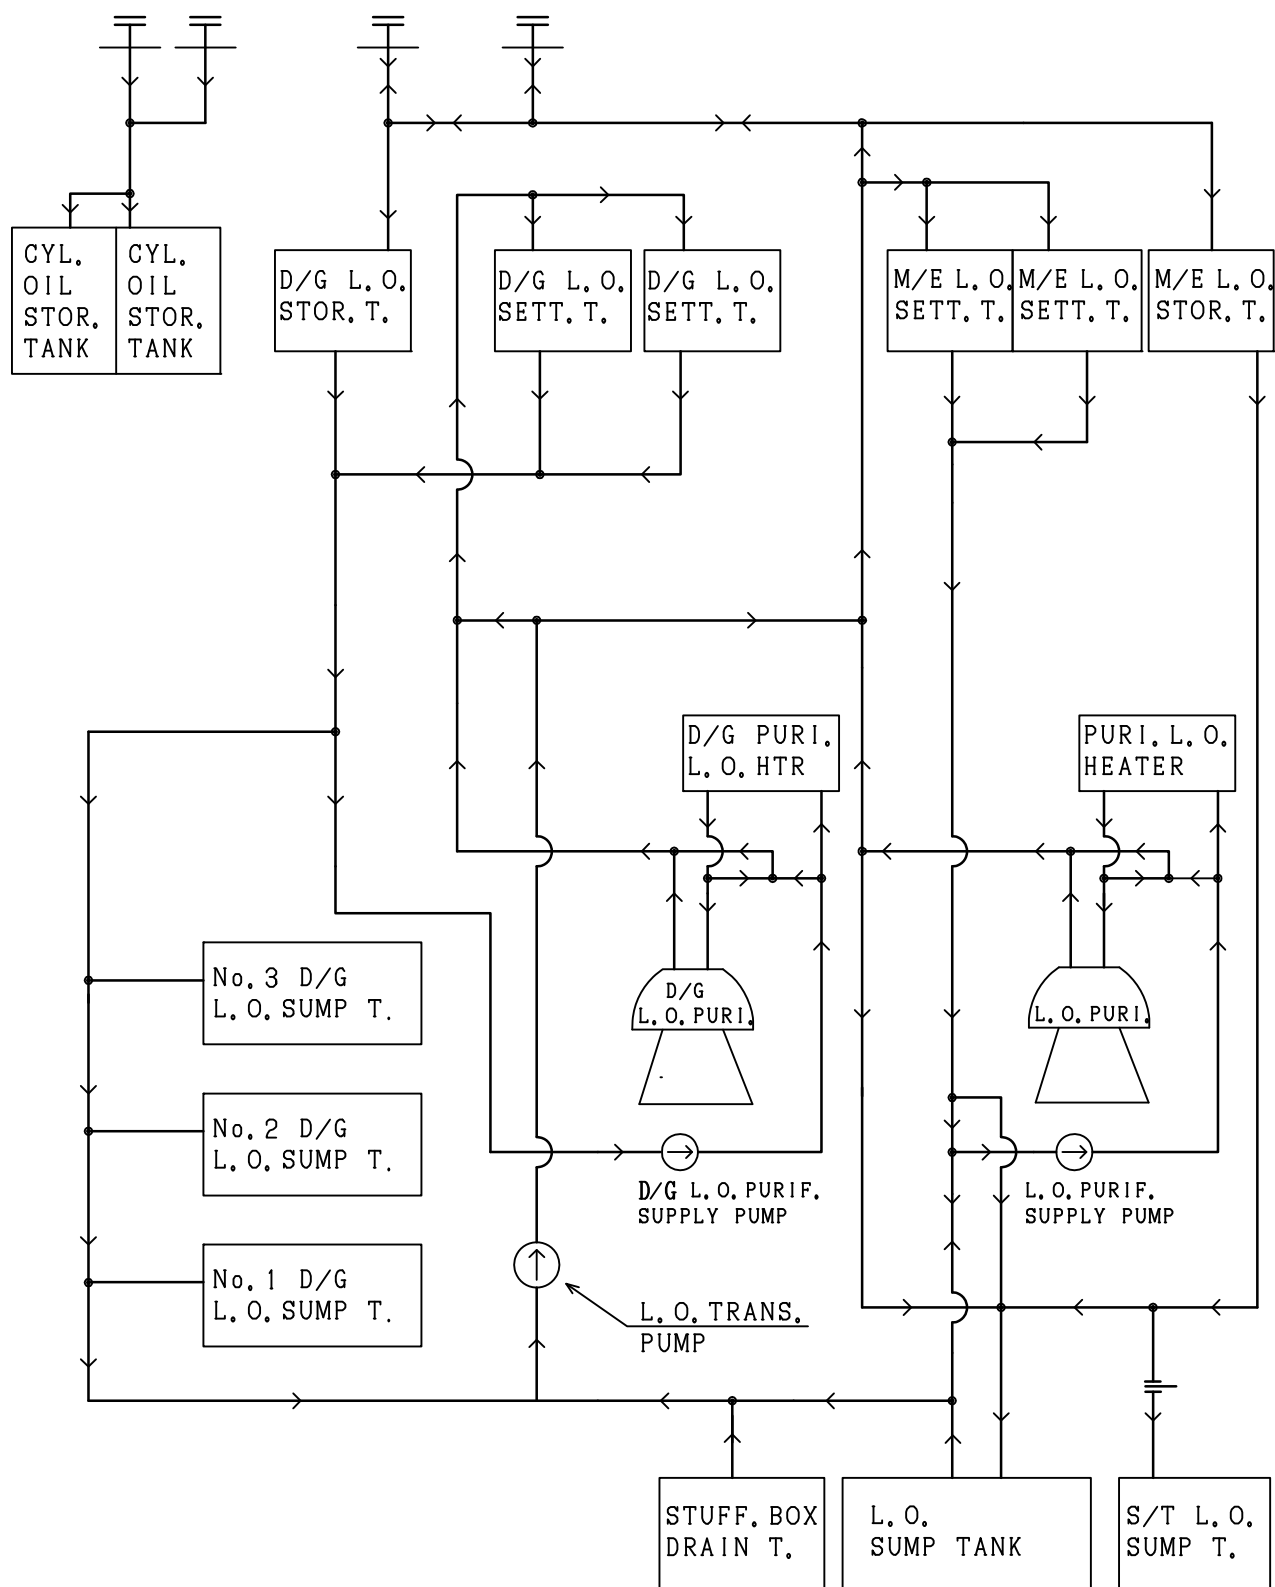 CYL.
OIL
STOR.
TANK
CYL.
OIL
STOR.
TANK
D/G L.O.
STOR.T.
D/G L.O.
SETT.T.
D/G L.O.
SETT.T.
M/E L.O.
SETT.T.
M/E L.O.
SETT.T.
M/E L.O.
STOR.T.
D/G PURI.
L.O.HTR
PURI.L.O.
HEATER
No.3 D/G
L.O.SUMP T.
D/G
L.O.PURI.
L.O.PURI.
No.2 D/G
L.O.SUMP T.
D/G L.O.PURIF.
SUPPLY PUMP
L.O.PURIF.
SUPPLY PUMP
No.1 D/G
L.O.SUMP T.
L.O.TRANS.
PUMP
STUFF.BOX
DRAIN T.
L.O.
SUMP TANK
S/T L.O.
SUMP T.